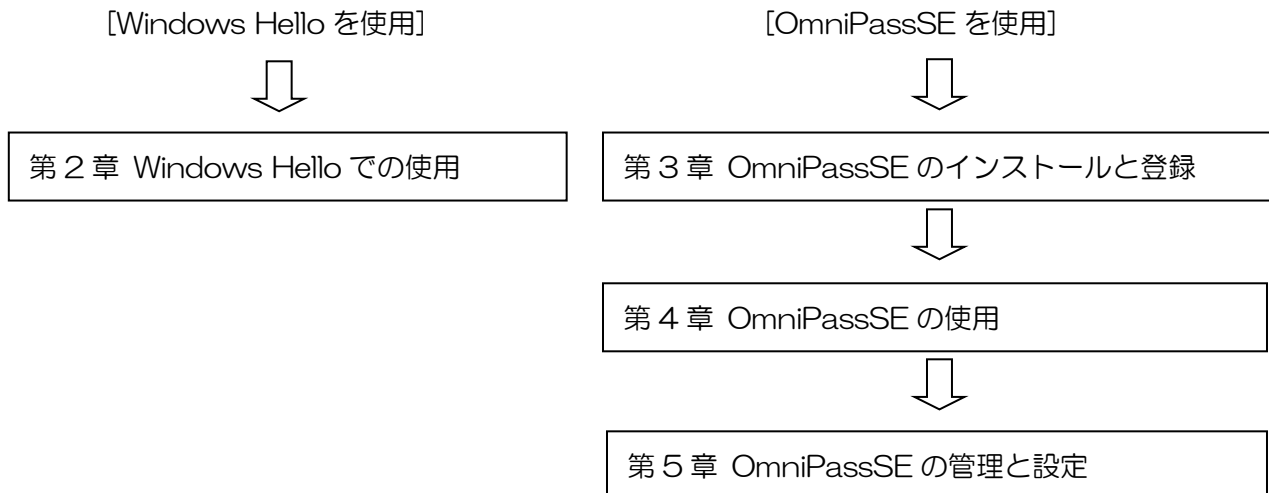 [Windows Hello を使用]
[OmniPassSE を使用]
第2章 Windows Hello での使用
第3章 OmniPassSE のインストールと登録
第4章 OmniPassSE の使用
第5章 OmniPassSE の管理と設定